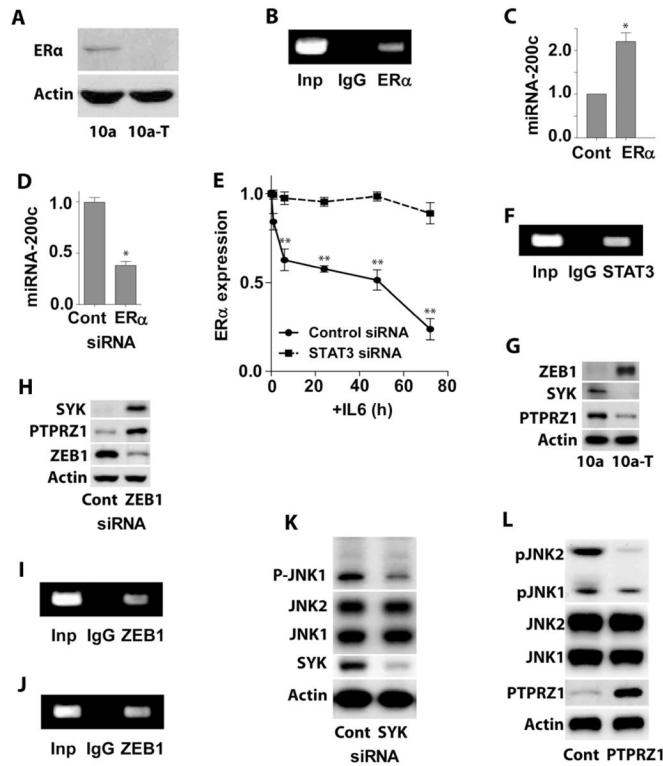 A
ERα
Actin
10a 10a-T
B
Inp IgG ERα
C
miRNA-200c
2.0
1.0
0.0
*
Cont ERα
D
miRNA-200c
1.0
0.5
0.0
*
Cont ERα
siRNA
E
ERα expression
1.0
0.5
0.0
** ** ** **
Control siRNA
STAT3 siRNA
0 20 40 60 80
+IL6 (h)
F
Inp IgG STAT3
G
ZEB1
SYK
PTPRZ1
Actin
10a 10a-T
H
SYK
PTPRZ1
ZEB1
Actin
Cont ZEB1
siRNA
I
Inp IgG ZEB1
J
Inp IgG ZEB1
K
P-JNK1
JNK2
JNK1
SYK
Actin
Cont SYK
siRNA
L
pJNK2
pJNK1
JNK2
JNK1
PTPRZ1
Actin
Cont PTPRZ1